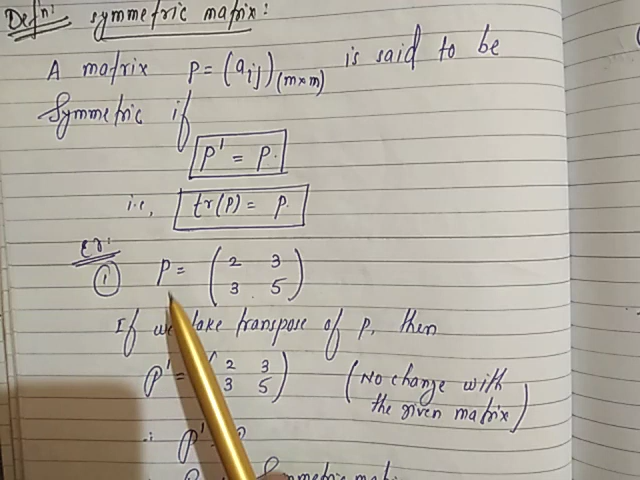 Defn: symmetric matrix:
A matrix P = (aij)(m×m) is said to be
Symmetric if
P' = P.
i.e, tr(P) = P.
Ex:
① P = ( 2 3
3 5 )
If we take transpose of P, then
P' = ( 2 3
3 5 ) (No change with
the given matrix)
∴ P' =
Symmetric